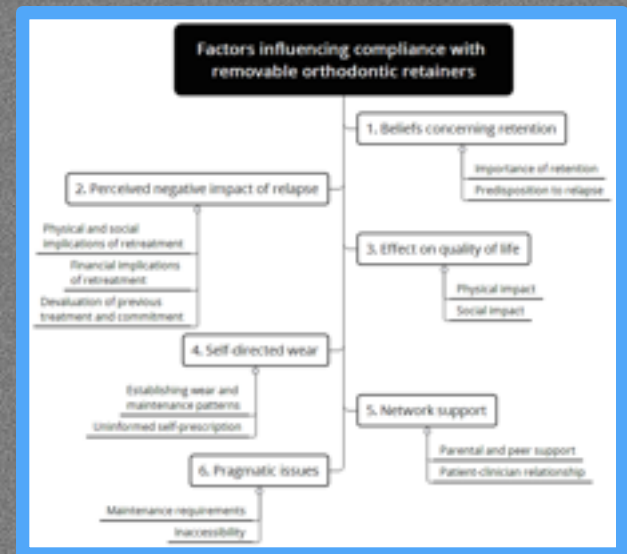 Factors influencing compliance with
removable orthodontic retainers
1. Beliefs concerning retention
Importance of retention
Predisposition to relapse
2. Perceived negative impact of relapse
Physical and social
implications of retreatment
Financial implications
of retreatment
Devaluation of previous
treatment and commitment
3. Effect on quality of life
Physical impact
Social impact
4. Self-directed wear
Establishing wear and
maintenance patterns
Uninformed self-prescription
5. Network support
Parental and peer support
Patient-clinician relationship
6. Pragmatic issues
Maintenance requirements
Inaccessibility